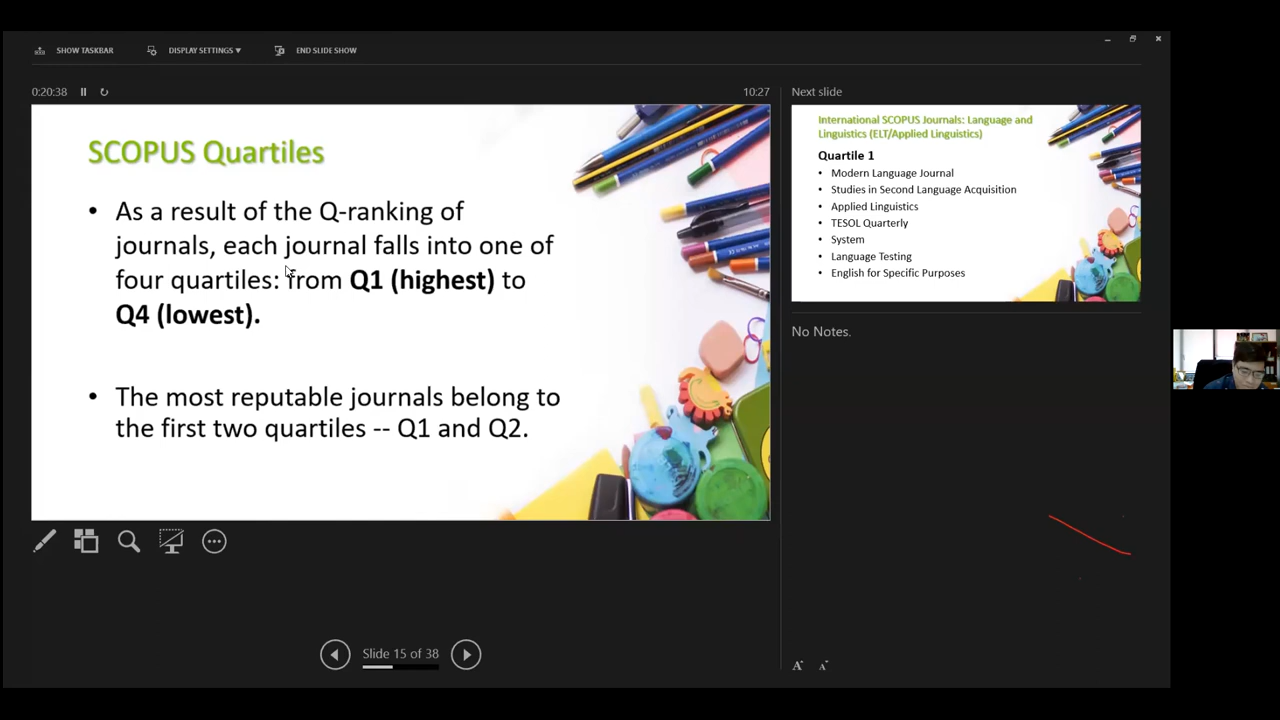 SHOW TASKBAR
DISPLAY SETTINGS ▼
END SLIDE SHOW
0:20:38
10:27
SCOPUS Quartiles
• As a result of the Q-ranking of
journals, each journal falls into one of
four quartiles: from Q1 (highest) to
Q4 (lowest).
• The most reputable journals belong to
the first two quartiles -- Q1 and Q2.
Slide 15 of 38
Next slide
International SCOPUS Journals: Language and
Linguistics (ELT/Applied Linguistics)
Quartile 1
• Modern Language Journal
• Studies in Second Language Acquisition
• Applied Linguistics
• TESOL Quarterly
• System
• Language Testing
• English for Specific Purposes
No Notes.
A A